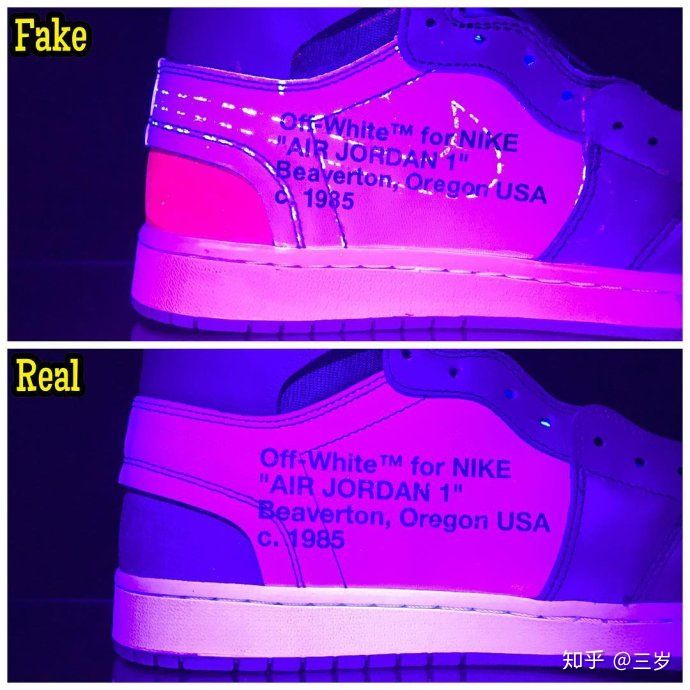 Fake
Off-White™ for NIKE
"AIR JORDAN 1"
Beaverton, Oregon USA
c. 1985
Real
Off-White™ for NIKE
"AIR JORDAN 1"
Beaverton, Oregon USA
c. 1985
知乎 @三岁